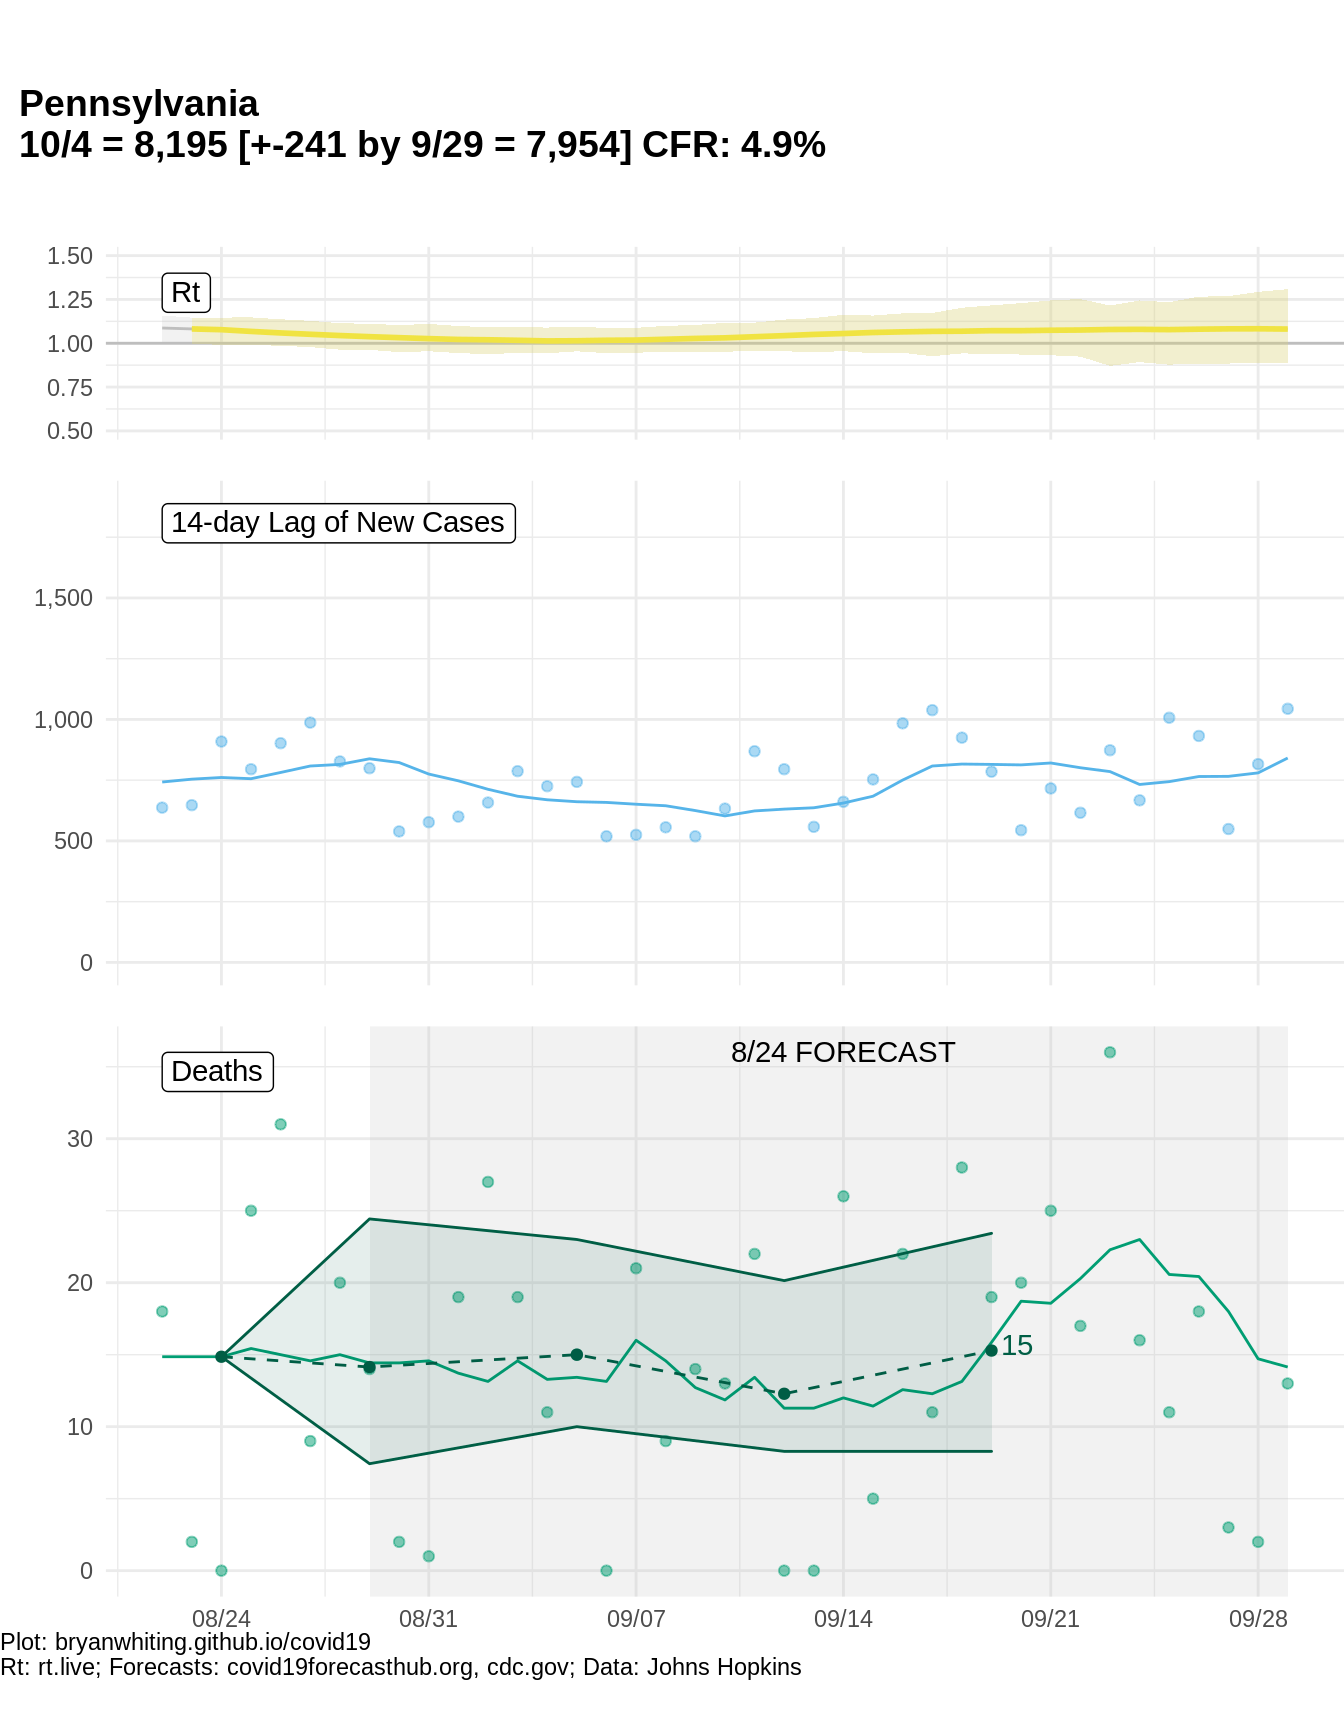 Pennsylvania
10/4 = 8,195 [+-241 by 9/29 = 7,954] CFR: 4.9%
1.50
Rt
1.25
1.00
0.75
0.50
14-day Lag of New Cases
1,500
1,000
500
0
8/24 FORECAST
Deaths
30
20
15
10
0
08/24 08/31 09/07 09/14 09/21 09/28
Plot: bryanwhiting.github.io/covid19
Rt: rt.live; Forecasts: covid19forecasthub.org, cdc.gov; Data: Johns Hopkins